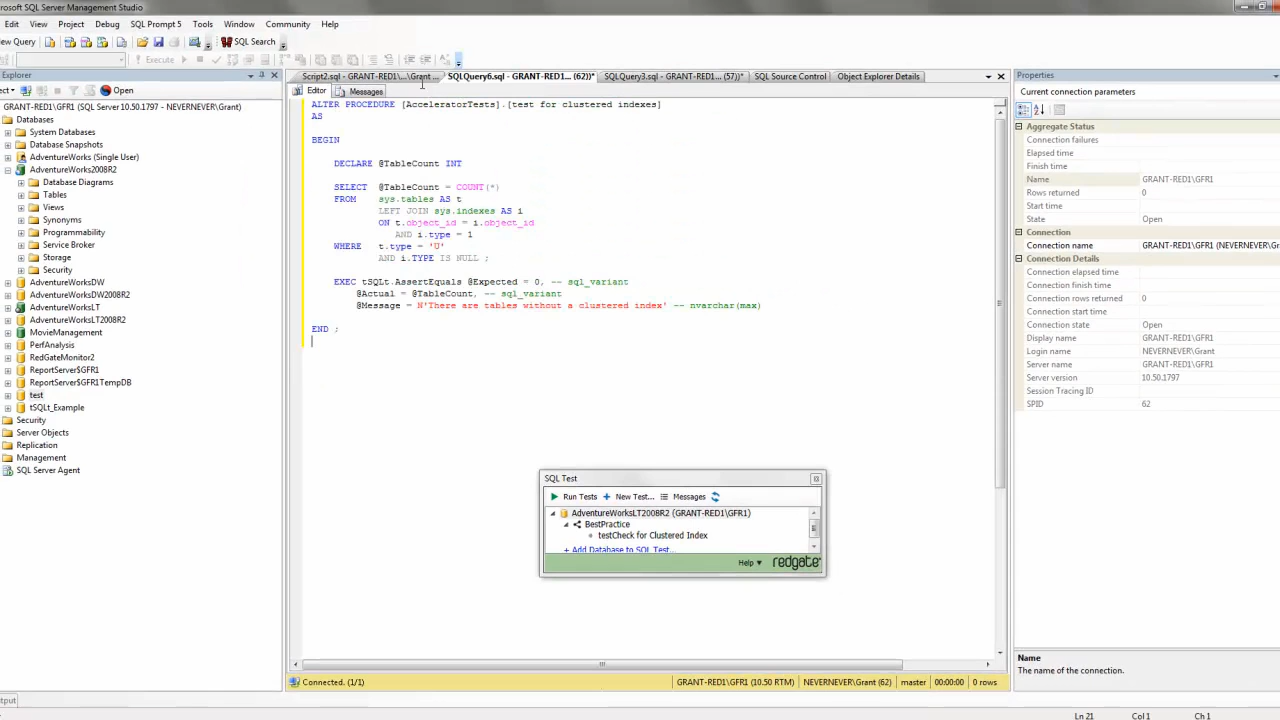 rosoft SQL Server Management Studio
Edit View Project Debug SQL Prompt 5 Tools Window Community Help
ew Query SQL Search
Execute
Explorer
ect Open
GRANT-RED1\GFR1 (SQL Server 10.50.1797 - NEVERNEVER\Grant)
Databases
System Databases
Database Snapshots
AdventureWorks (Single User)
AdventureWorks2008R2
Database Diagrams
Tables
Views
Synonyms
Programmability
Service Broker
Storage
Security
AdventureWorksDW
AdventureWorksDW2008R2
AdventureWorksLT
AdventureWorksLT2008R2
MovieManagement
PerfAnalysis
RedGateMonitor2
ReportServer$GFR1
ReportServer$GFR1TempDB
test
tSQLt_Example
Security
Server Objects
Replication
Management
SQL Server Agent
Script2.sql - GRANT-RED1\...\Grant ... SQLQuery6.sql - GRANT-RED1... (62))* SQLQuery3.sql - GRANT-RED1... (57))* SQL Source Control Object Explorer Details
Editor Messages
ALTER PROCEDURE [AcceleratorTests].[test for clustered indexes]
AS
BEGIN
DECLARE @TableCount INT
SELECT @TableCount = COUNT(*)
FROM sys.tables AS t
LEFT JOIN sys.indexes AS i
ON t.object_id = i.object_id
AND i.type = 1
WHERE t.type = 'U'
AND i.TYPE IS NULL ;
EXEC tSQLt.AssertEquals @Expected = 0, -- sql_variant
@Actual = @TableCount, -- sql_variant
@Message = N'There are tables without a clustered index' -- nvarchar(max)
END ;
SQL Test
Run Tests New Test... Messages
AdventureWorksLT2008R2 (GRANT-RED1\GFR1)
BestPractice
testCheck for Clustered Index
+ Add Database to SQL Test...
Help redgate
Connected. (1/1) GRANT-RED1\GFR1 (10.50 RTM) NEVERNEVER\Grant (62) master 00:00:00 0 rows
Properties
Current connection parameters
Aggregate Status
Connection failures
Elapsed time
Finish time
Name GRANT-RED1\GFR1
Rows returned 0
Start time
State Open
Connection
Connection name GRANT-RED1\GFR1 (NEVERNEVER\Grant)
Connection Details
Connection elapsed time
Connection finish time
Connection rows returned 0
Connection start time
Connection state Open
Display name GRANT-RED1\GFR1
Login name NEVERNEVER\Grant
Server name GRANT-RED1\GFR1
Server version 10.50.1797
Session Tracing ID
SPID 62
Name
The name of the connection.
tput
Ln 21 Col 1 Ch 1